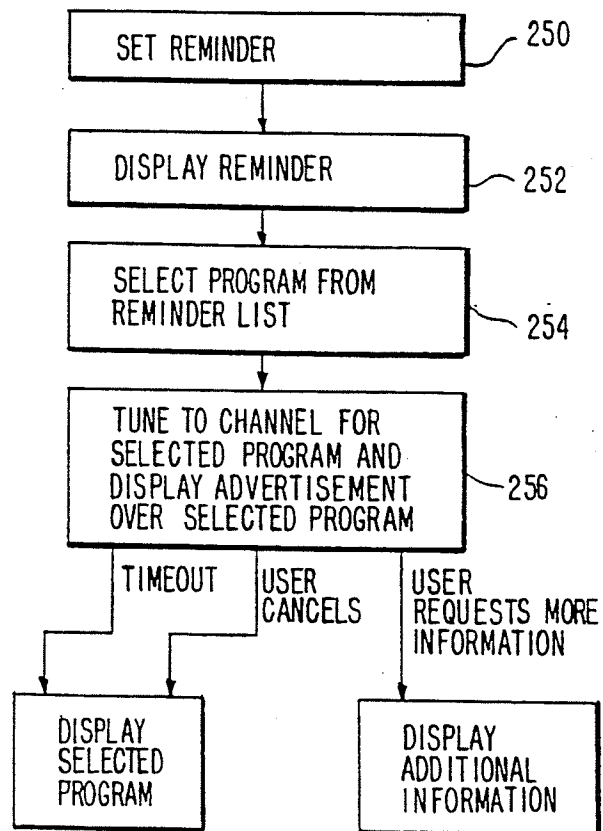 SET REMINDER
250
DISPLAY REMINDER
252
SELECT PROGRAM FROM
REMINDER LIST
254
TUNE TO CHANNEL FOR
SELECTED PROGRAM AND
DISPLAY ADVERTISEMENT
OVER SELECTED PROGRAM
256
TIMEOUT
USER
CANCELS
USER
REQUESTS MORE
INFORMATION
DISPLAY
SELECTED
PROGRAM
DISPLAY
ADDITIONAL
INFORMATION